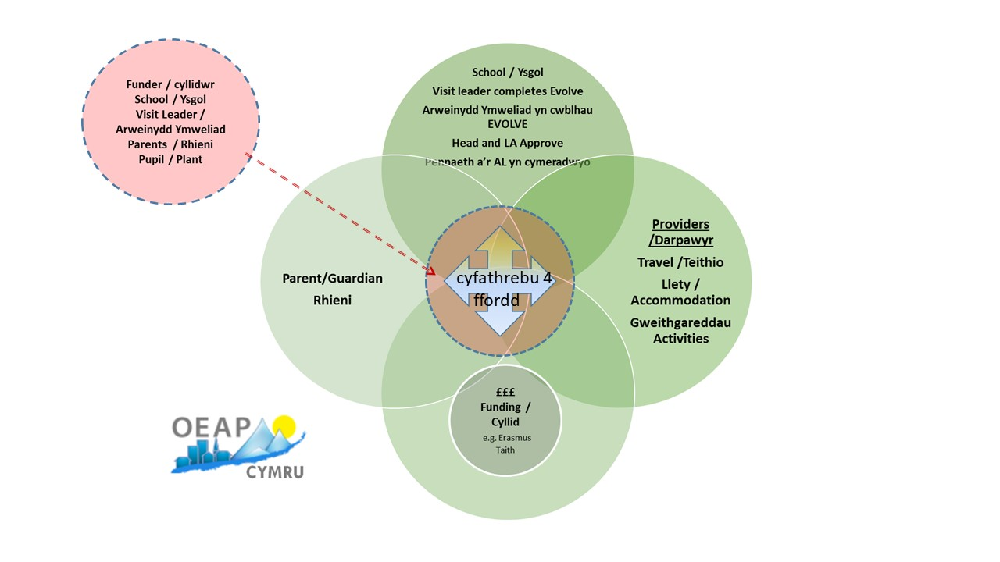 Funder / cyllidwr
School / Ysgol
Visit Leader /
Arweinydd Ymweliad
Parents / Rhieni
Pupil / Plant
School / Ysgol
Visit leader completes Evolve
Arweinydd Ymweliad yn cwblhau
EVOLVE
Head and LA Approve
Pennaeth a’r AL yn cymeradwyo
Parent/Guardian
Rhieni
cyfathrebu 4
ffordd
Providers
/Darpawyr
Travel /Teithio
Llety /
Accommodation
Gweithgareddau
Activities
£££
Funding /
Cyllid
e.g. Erasmus
Taith
OEAP
CYMRU